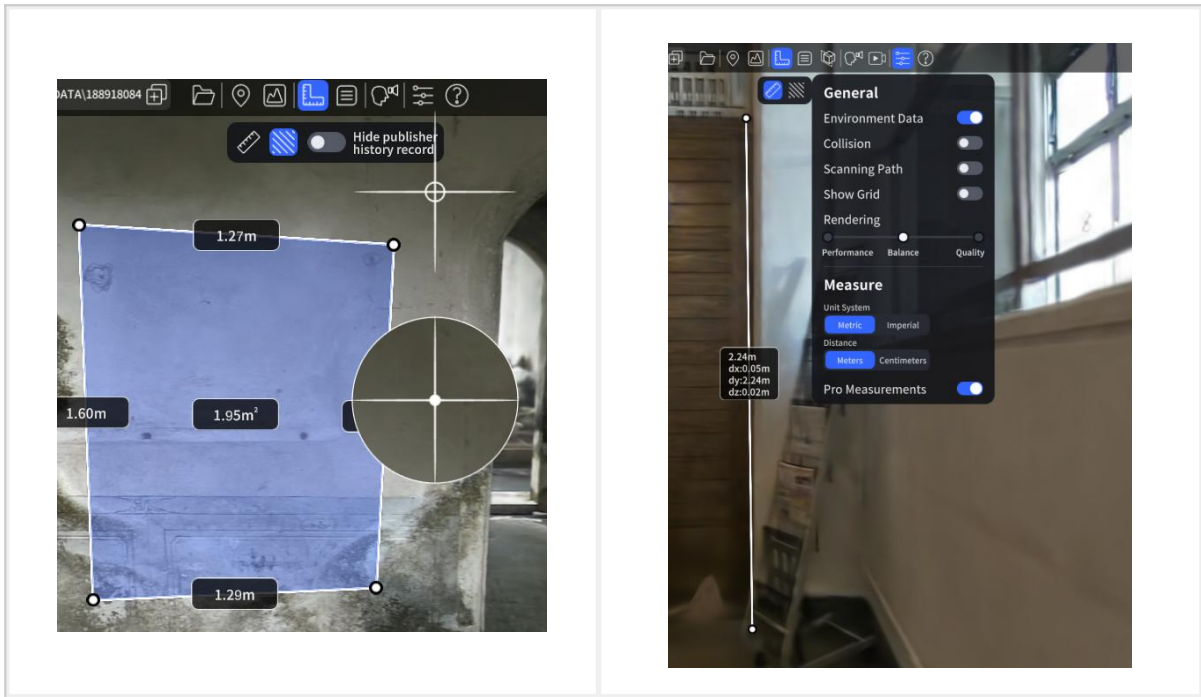 DATA\188918084
Hide publisher
history record
1.27m
1.60m
1.95m²
1.29m
General
Environment Data
Collision
Scanning Path
Show Grid
Rendering
Performance Balance Quality
Measure
Unit System
Metric Imperial
Distance
Meters Centimeters
Pro Measurements
2.24m
dx:0.05m
dy:2.24m
dz:0.02m